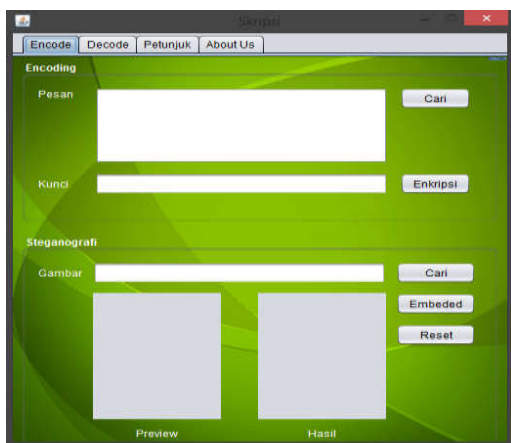 Skripsi
Encode Decode Petunjuk About Us
Encoding
Pesan Cari
Kunci Enkripsi
Steganografi
Gambar Cari
Embeded
Reset
Preview Hasil